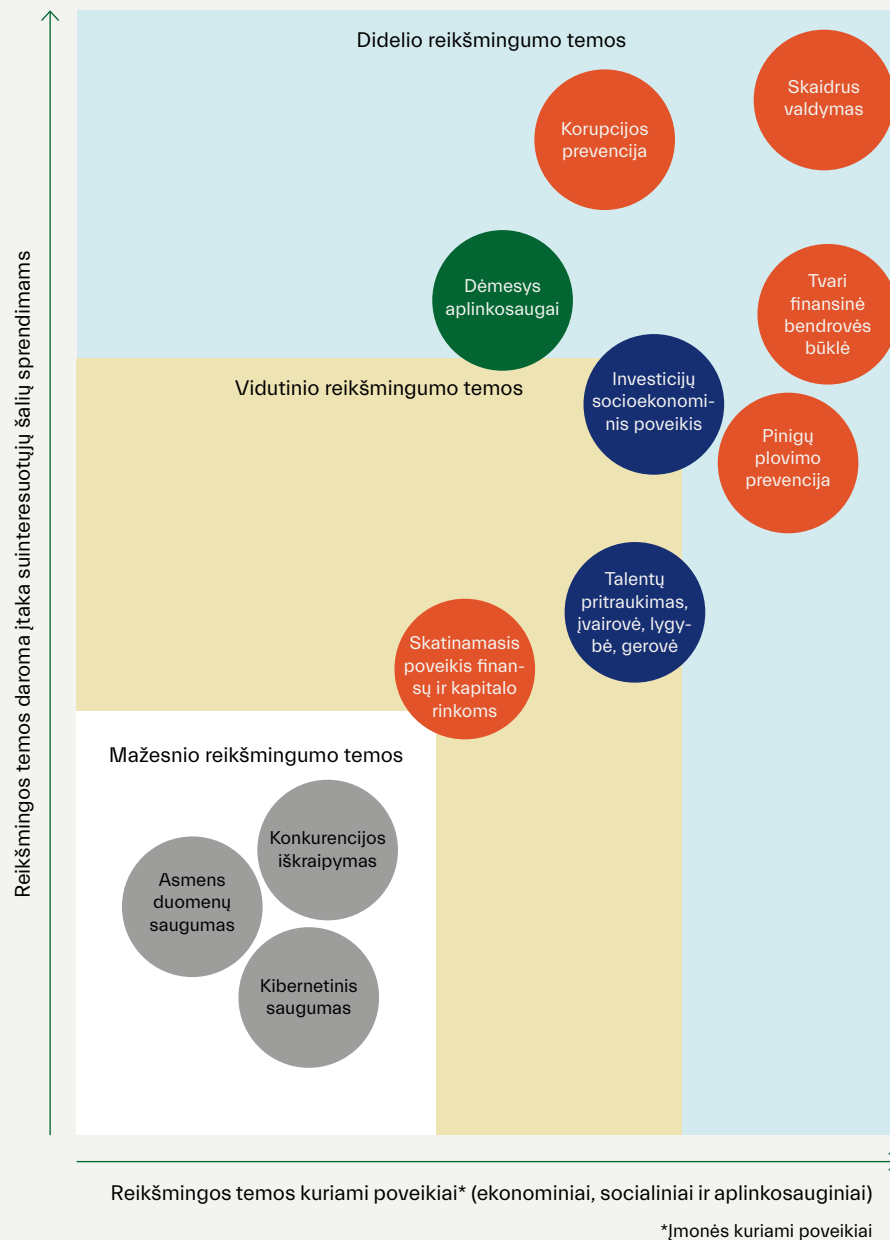 Didelio reikšmingumo temos
Skaidrus
valdymas
Korupcijos
prevencija
Dėmesys
aplinkosaugai
Tvari
finansinė
bendrovės
būklė
Vidutinio reikšmingumo temos
Investicijų
socioekonomi-
nis poveikis
Pinigų
plovimo
prevencija
Talentų
pritraukimas,
įvairovė, lygy-
bė, gerovė
Skatinamasis
poveikis finan-
sų ir kapitalo
rinkoms
Mažesnio reikšmingumo temos
Konkurencijos
iškraipymas
Asmens
duomenų
saugumas
Kibernetinis
saugumas
Reikšmingos temos daroma įtaka suinteresuotųjų šalių sprendimams
Reikšmingos temos kuriami poveikiai* (ekonominiai, socialiniai ir aplinkosauginiai)
*Įmonės kuriami poveikiai